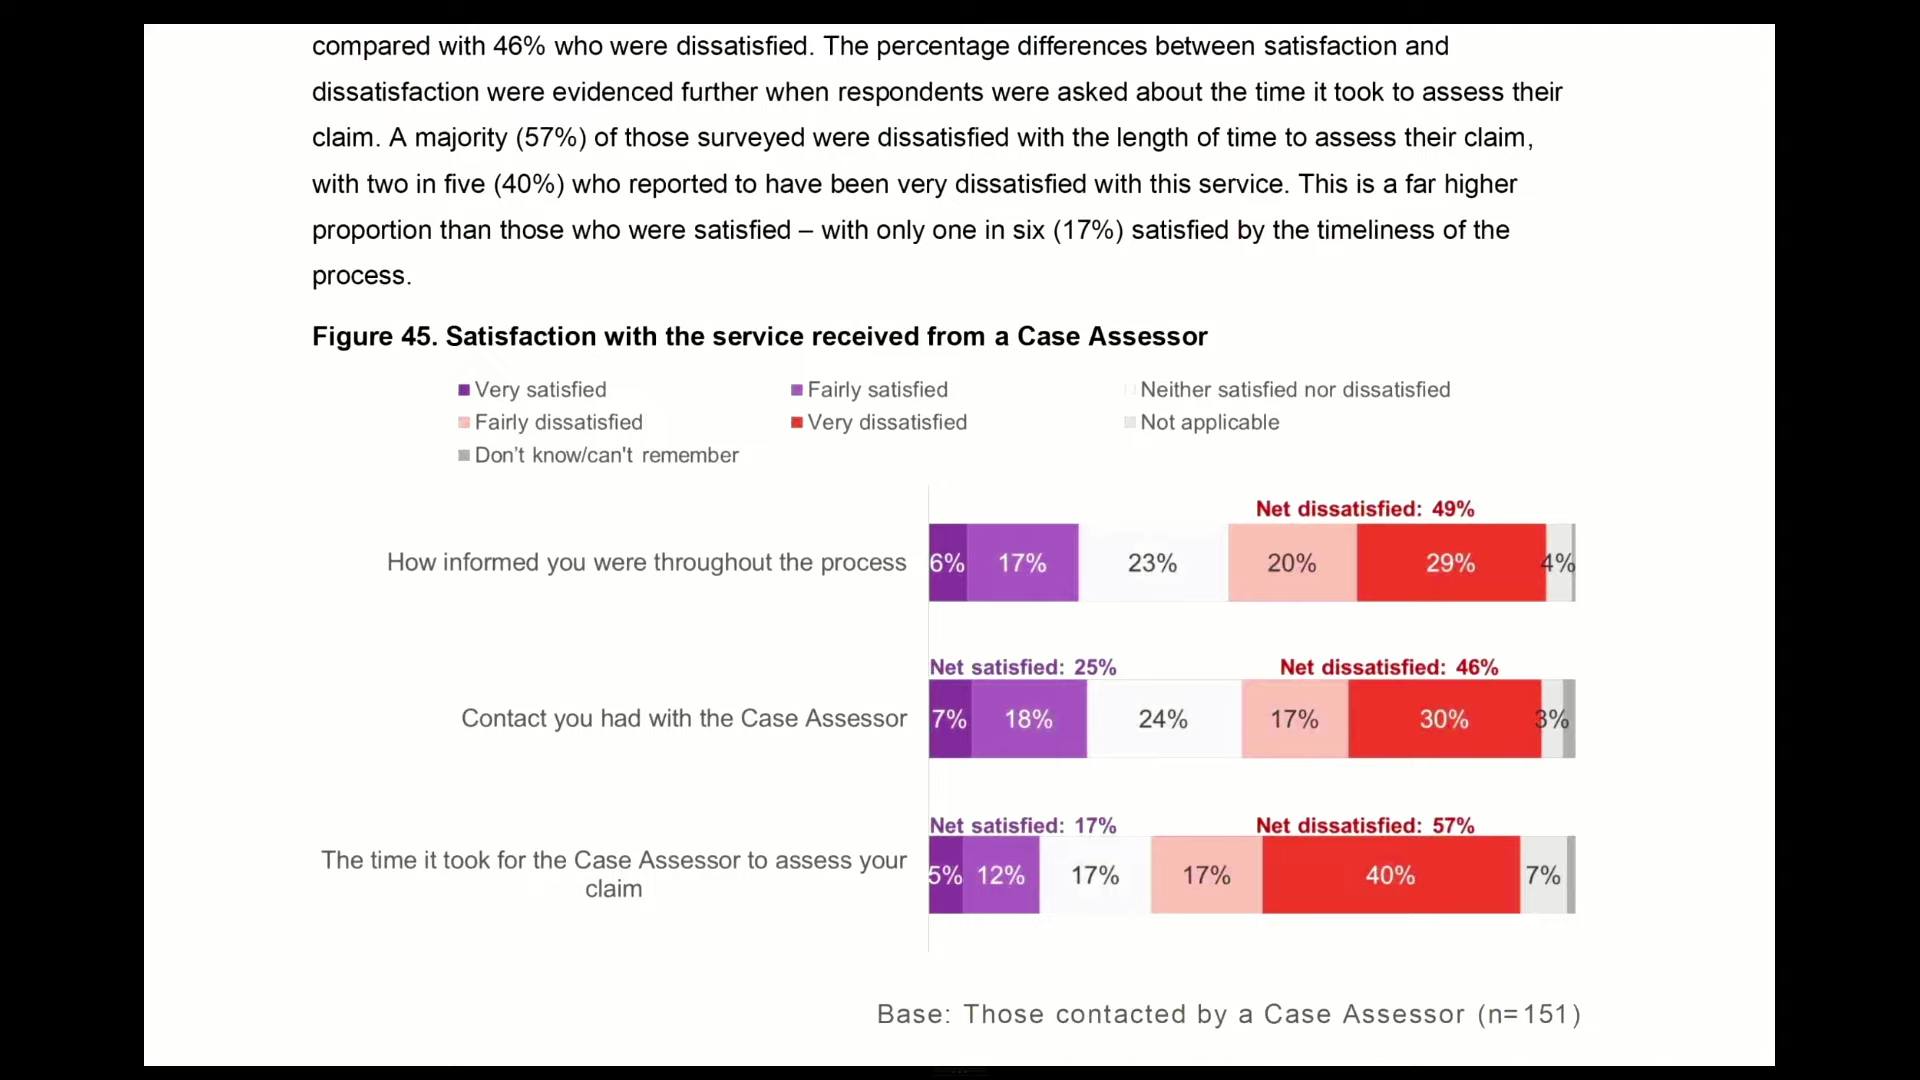 compared with 46% who were dissatisfied. The percentage differences between satisfaction and
dissatisfaction were evidenced further when respondents were asked about the time it took to assess their
claim. A majority (57%) of those surveyed were dissatisfied with the length of time to assess their claim,
with two in five (40%) who reported to have been very dissatisfied with this service. This is a far higher
proportion than those who were satisfied – with only one in six (17%) satisfied by the timeliness of the
process.
Figure 45. Satisfaction with the service received from a Case Assessor
Very satisfied Fairly satisfied Neither satisfied nor dissatisfied
Fairly dissatisfied Very dissatisfied Not applicable
Don't know/can't remember
Net dissatisfied: 49%
How informed you were throughout the process 6% 17% 23% 20% 29% 4%
Net satisfied: 25% Net dissatisfied: 46%
Contact you had with the Case Assessor 7% 18% 24% 17% 30% 3%
Net satisfied: 17% Net dissatisfied: 57%
The time it took for the Case Assessor to assess your
claim
5% 12% 17% 17% 40% 7%
Base: Those contacted by a Case Assessor (n=151)